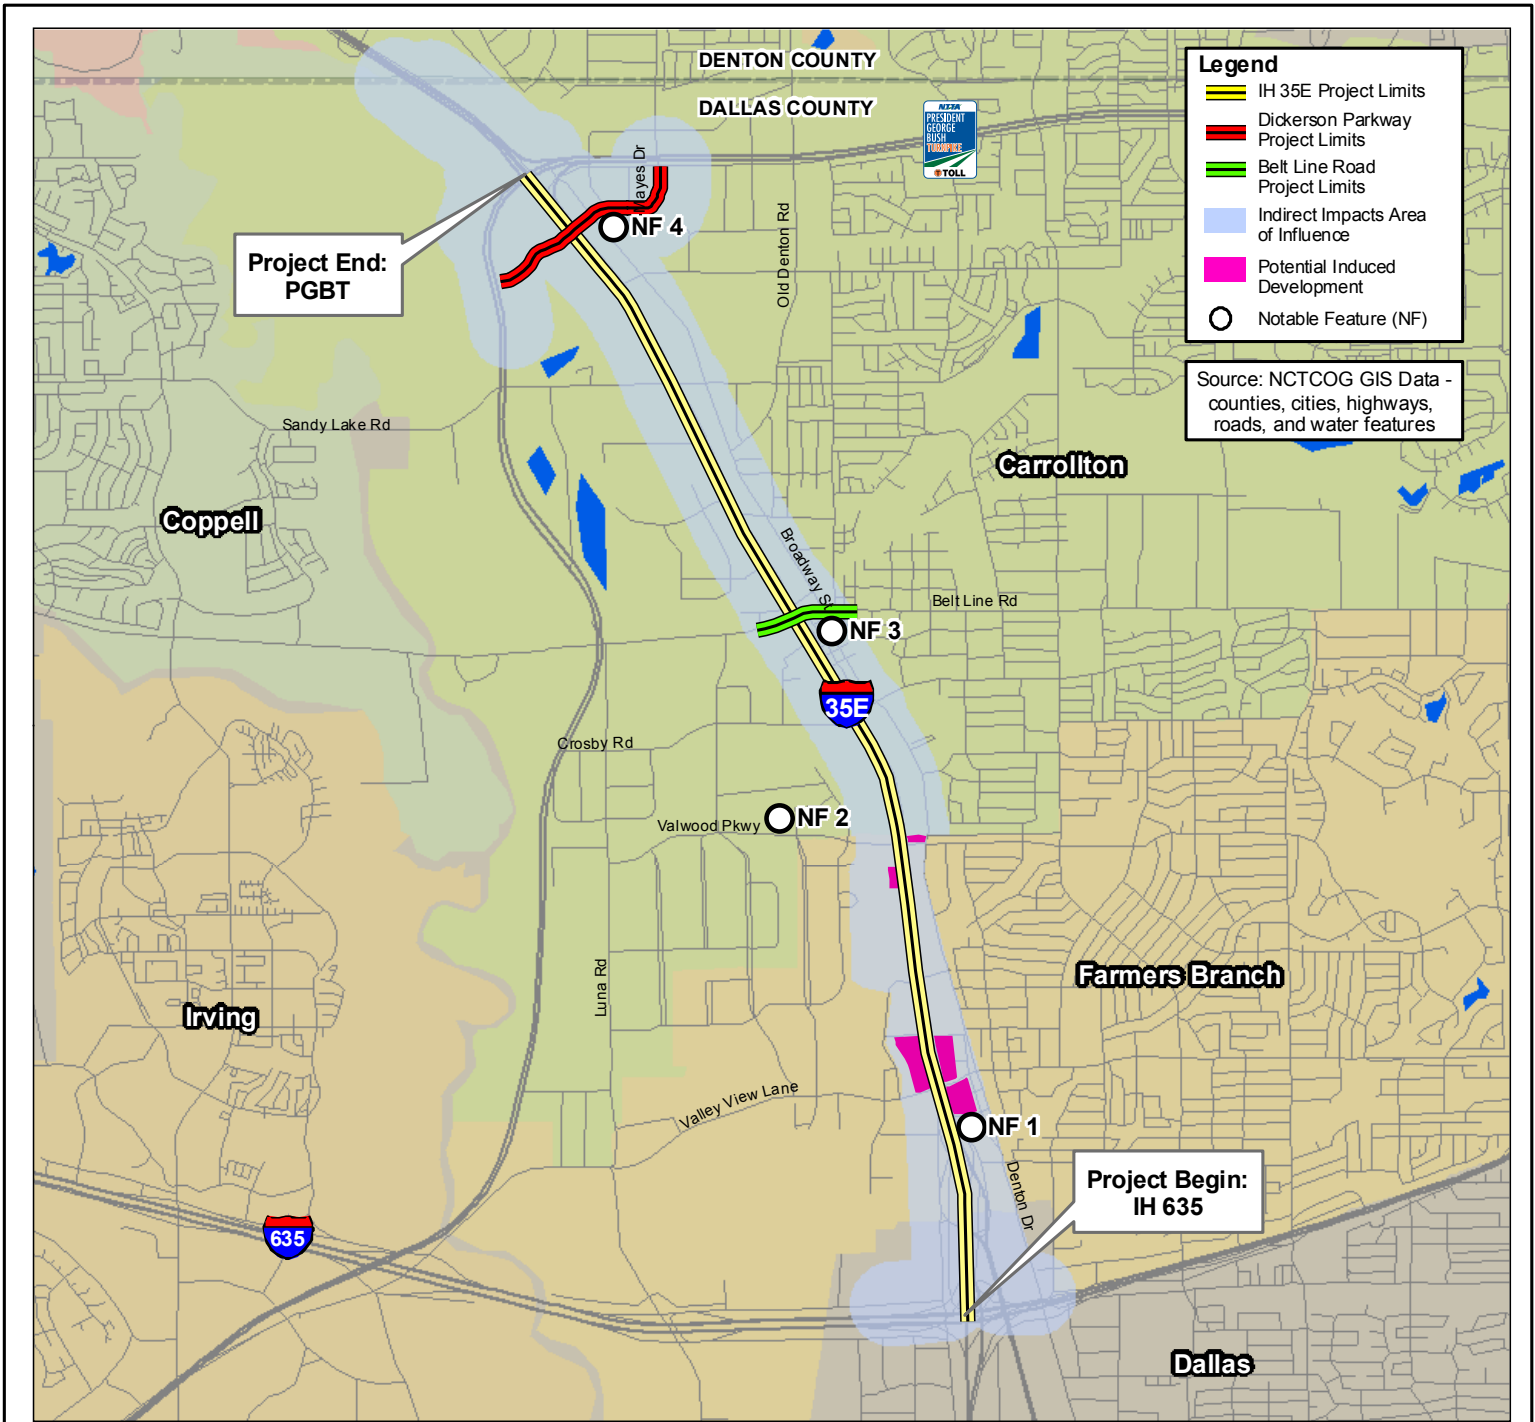 DENTON COUNTY
DALLAS COUNTY
NTTA
PRESIDENT
GEORGE
BUSH
TURNPIKE
TOLL
Legend
IH 35E Project Limits
Dickerson Parkway
Project Limits
Belt Line Road
Project Limits
Indirect Impacts Area
of Influence
Potential Induced
Development
Notable Feature (NF)
Source: NCTCOG GIS Data -
counties, cities, highways,
roads, and water features
Mayes Dr
NF 4
Old Denton Rd
Project End:
PGBT
Sandy Lake Rd
Carrollton
Coppell
Broadway St
Belt Line Rd
NF 3
35E
Crosby Rd
NF 2
Valwood Pkwy
Luna Rd
Farmers Branch
Irving
Valley View Lane
NF 1
Denton Dr
Project Begin:
IH 635
635
Dallas